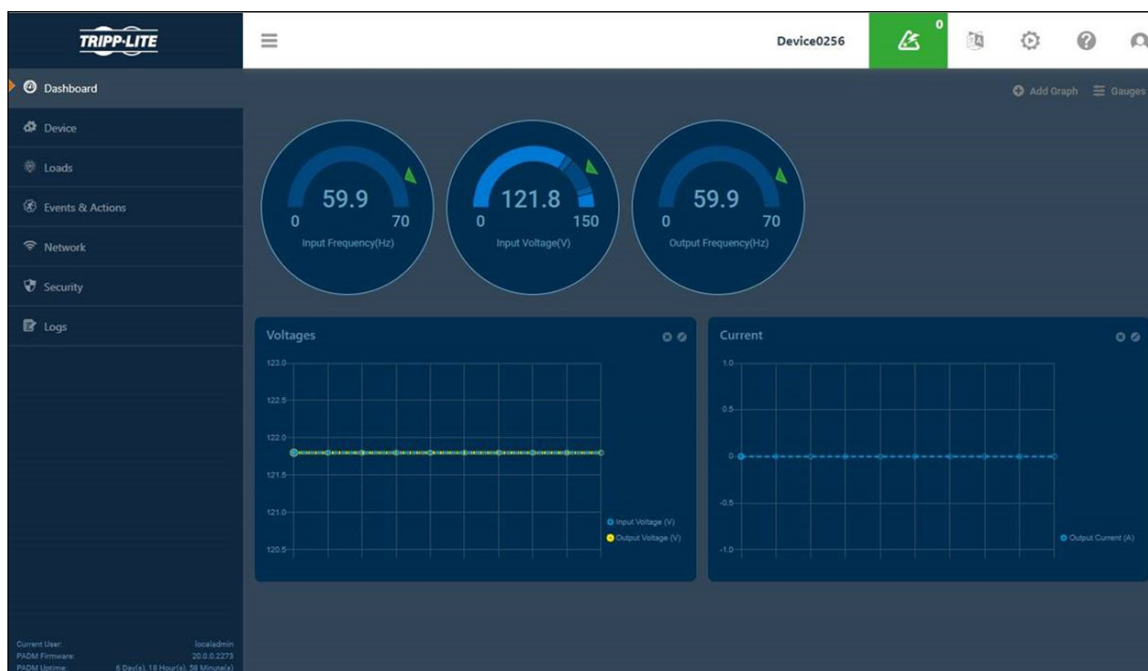 TRIPP·LITE
Device0256
0
Dashboard
Add Graph
Gauges
Device
Loads
Events & Actions
Network
Security
Logs
59.9
0
70
Input Frequency(Hz)
121.8
0
150
Input Voltage(V)
59.9
0
70
Output Frequency(Hz)
Voltages
123.0
122.5
122.0
121.5
121.0
120.5
Input Voltage (V)
Output Voltage (V)
Current
1.0
0.5
0
-0.5
-1.0
Output Current (A)
Current User: localadmin
PADM Firmware: 20.0.0.2273
PADM Uptime: 6 Day(s), 18 Hour(s), 58 Minute(s)